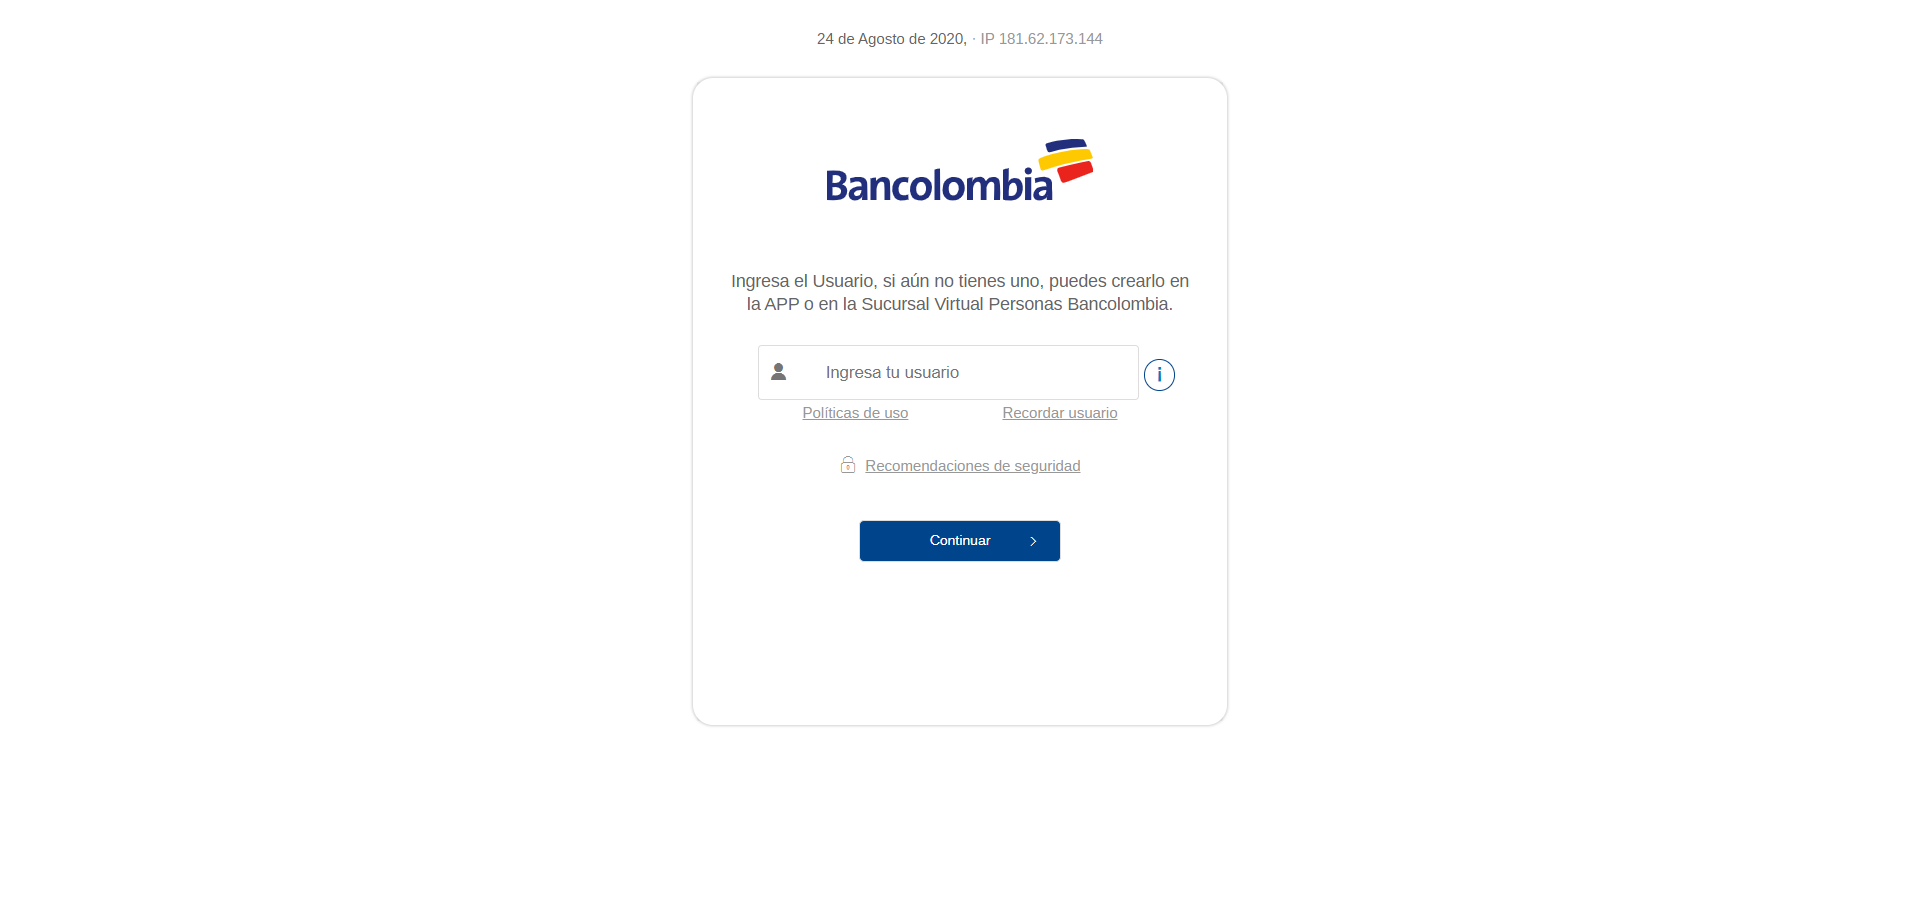 24 de Agosto de 2020, · IP 181.62.173.144
Bancolombia
Ingresa el Usuario, si aún no tienes uno, puedes crearlo en
la APP o en la Sucursal Virtual Personas Bancolombia.
Ingresa tu usuario
i
Políticas de uso
Recordar usuario
Recomendaciones de seguridad
Continuar